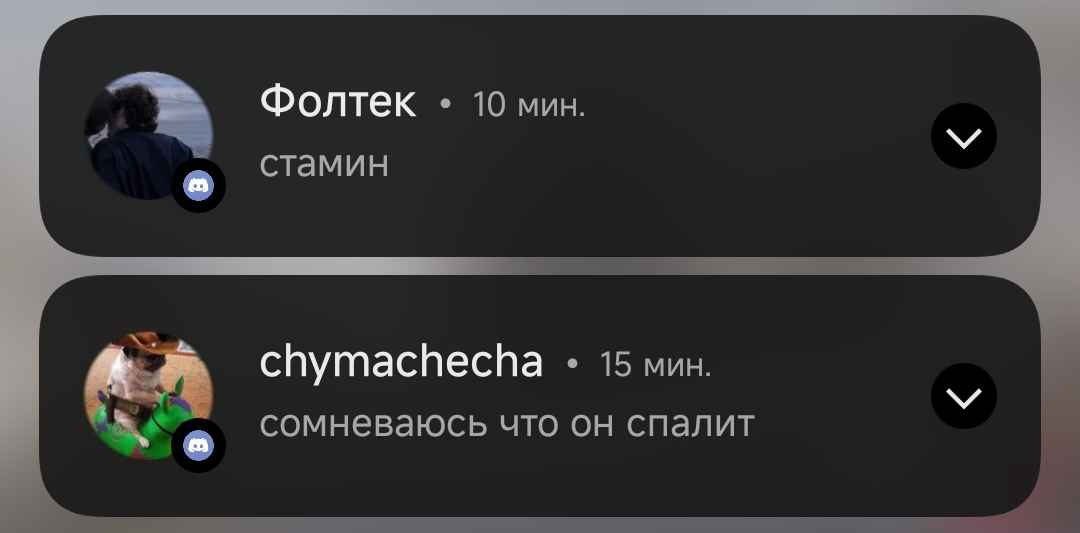 Фолтек • 10 мин.
стамин
chymachecha • 15 мин.
сомневаюсь что он спалит